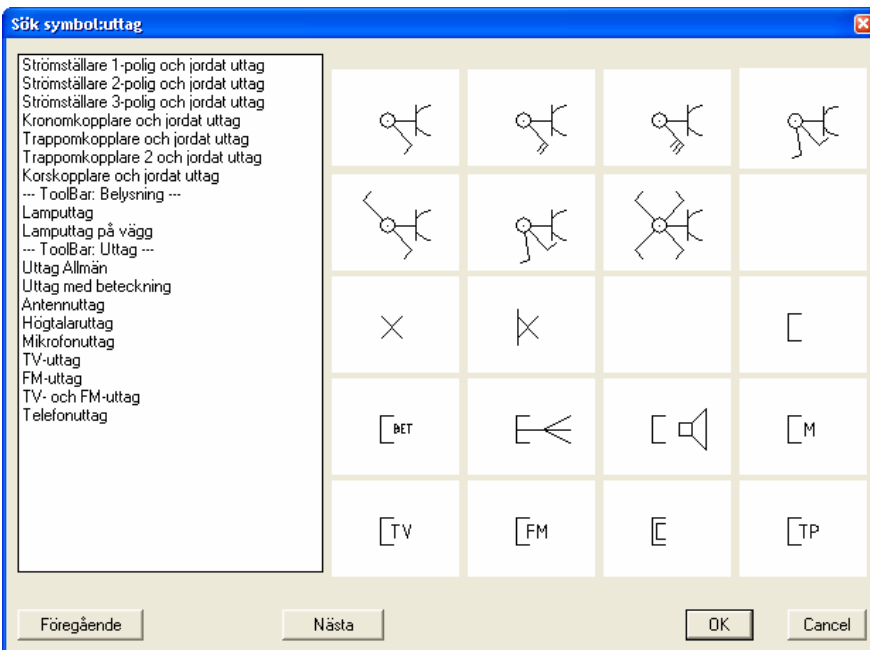 Sök symbol:uttag
Strömställare 1-polig och jordat uttag
Strömställare 2-polig och jordat uttag
Strömställare 3-polig och jordat uttag
Kronomkopplare och jordat uttag
Trappomkopplare och jordat uttag
Trappomkopplare 2 och jordat uttag
Korskopplare och jordat uttag
--- ToolBar: Belysning ---
Lamputtag
Lamputtag på vägg
--- ToolBar: Uttag ---
Uttag Allmän
Uttag med beteckning
Antennuttag
Högtalaruttag
Mikrofonuttag
TV-uttag
FM-uttag
TV- och FM-uttag
Telefonuttag
BET
M
TV
FM
TP
Föregående
Nästa
OK
Cancel